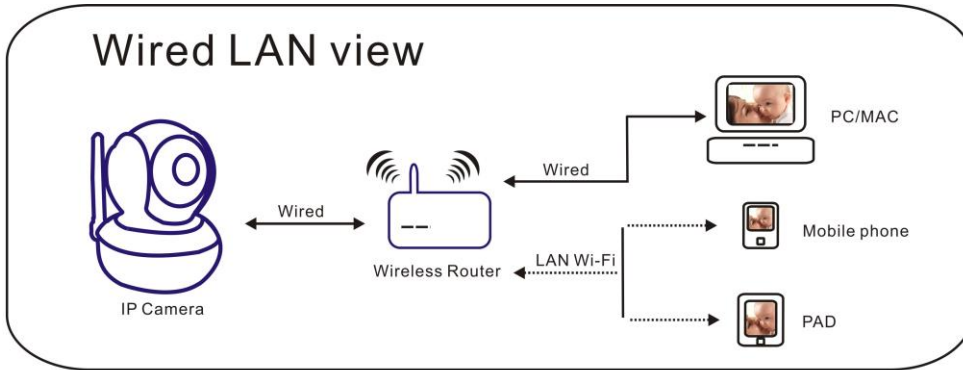 Wired LAN view
PC/MAC
Wired
Wired
Mobile phone
LAN Wi-Fi
Wireless Router
IP Camera
PAD